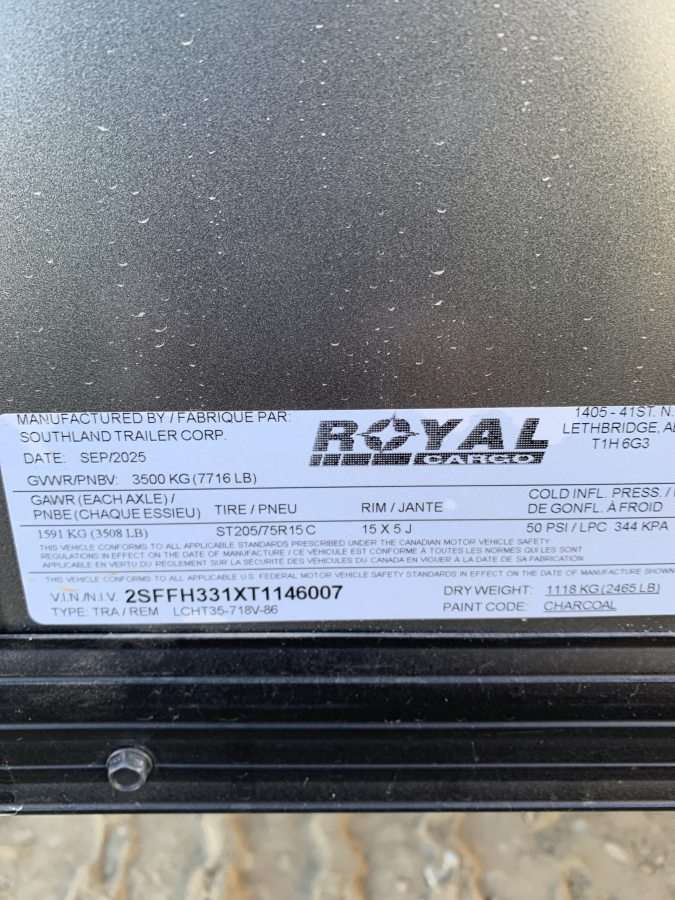 MANUFACTURED BY / FABRIQUE PAR:
SOUTHLAND TRAILER CORP.
DATE: SEP/2025
ROYAL
CARGO
1405 - 41ST. N.
LETHBRIDGE,
T1H 6G3
GVWR/PNBV: 3500 KG (7716 LB)
GAWR (EACH AXLE) / PNBE (CHAQUE ESSIEU) TIRE / PNEU RIM / JANTE COLD INFL. PRESS. / DE GONFL. À FROID
1591 KG (3508 LB) ST205/75R15 C 15 X 5 J 50 PSI / LPC 344 KPA
THIS VEHICLE CONFORMS TO ALL APPLICABLE STANDARDS PRESCRIBED UNDER THE CANADIAN MOTOR VEHICLE SAFETY
REGULATIONS IN EFFECT ON THE DATE OF MANUFACTURE / CE VEHICULE EST CONFORME À TOUTES LES NORMES QUI LES SONT
APPLICABLE EN VERTU DU RÉGLEMENT SUR LA SÉCURITÉ DES VÉHICULES DU CANADA EN VIGUEUR À LA DATE DE SA FABRICATION
THIS VEHICLE CONFORMS TO ALL APPLICABLE U.S. FEDERAL MOTOR VEHICLE SAFETY STANDARDS IN EFFECT ON THE DATE OF MANUFACTURE SHOWN
V.I.N./N.I.V. 2SFFH331XT1146007 DRY WEIGHT: 1118 KG (2465 LB)
TYPE: TRA / REM LCHT35-718V-86 PAINT CODE: CHARCOAL